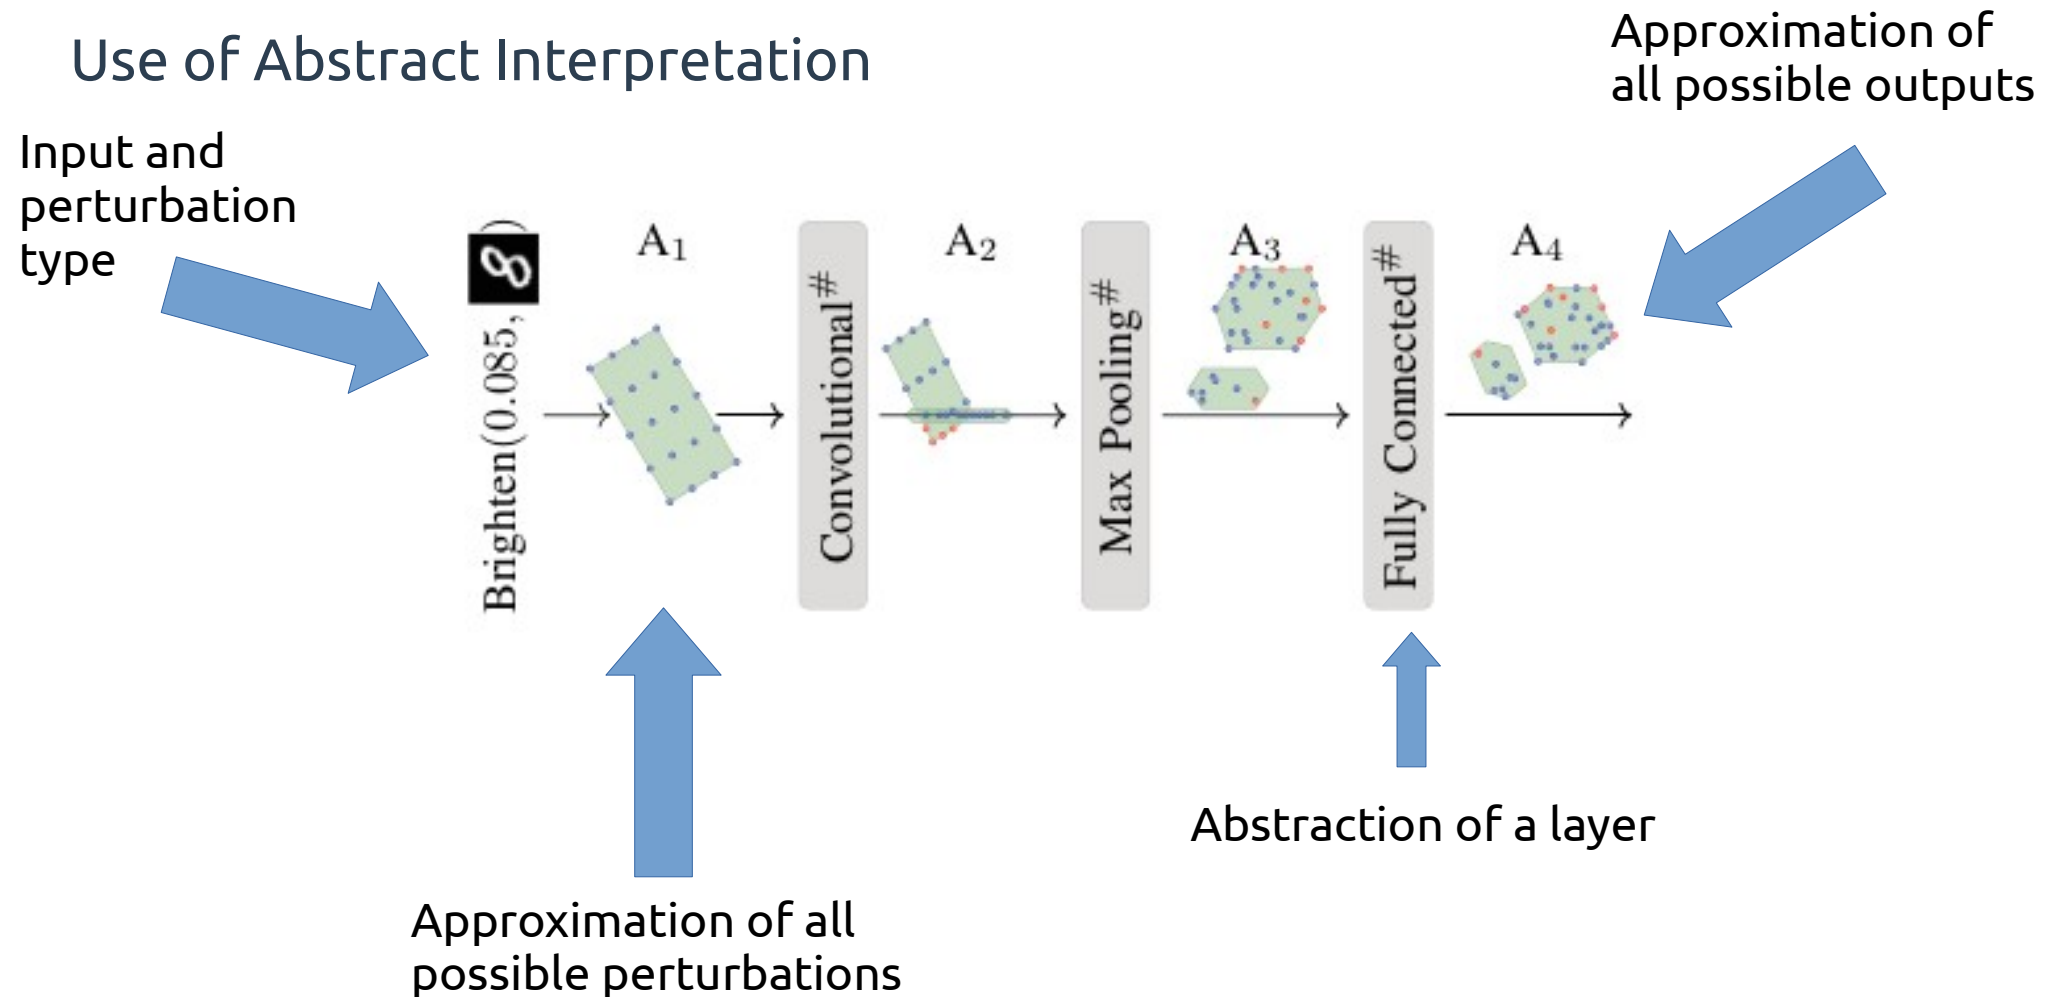 Use of Abstract Interpretation
Approximation of
all possible outputs
Input and
perturbation
type
Brighten(0.085, 8)
A₁
Convolutional#
A₂
Max Pooling#
A₃
Fully Connected#
A₄
Abstraction of a layer
Approximation of all
possible perturbations